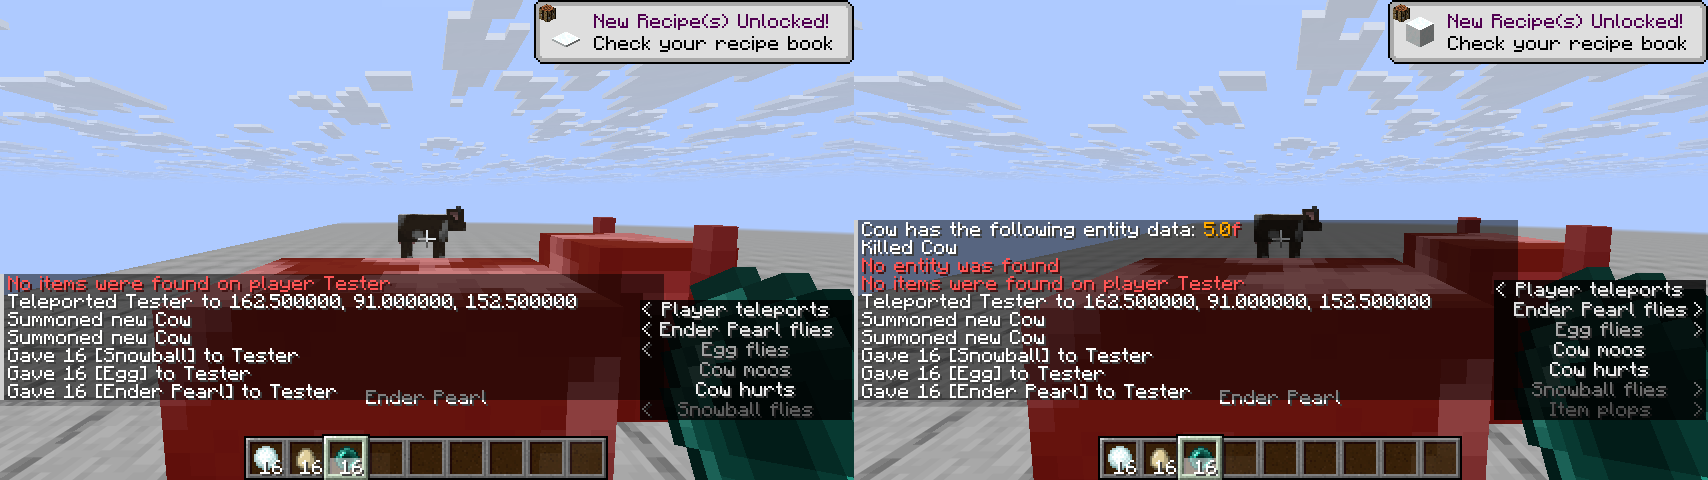 New Recipe(s) Unlocked!
Check your recipe book
No items were found on player Tester
Teleported Tester to 162.500000, 91.000000, 152.500000
Summoned new Cow
Summoned new Cow
Gave 16 [Snowball] to Tester
Gave 16 [Egg] to Tester
Gave 16 [Ender Pearl] to Tester
Ender Pearl
< Player teleports
< Ender Pearl flies
< Egg flies
Cow moos
Cow hurts
< Snowball flies
16 16 16
New Recipe(s) Unlocked!
Check your recipe book
Cow has the following entity data: 5.0f
Killed Cow
No entity was found
No items were found on player Tester
Teleported Tester to 162.500000, 91.000000, 152.500000
Summoned new Cow
Summoned new Cow
Gave 16 [Snowball] to Tester
Gave 16 [Egg] to Tester
Gave 16 [Ender Pearl] to Tester
Ender Pearl
< Player teleports
Ender Pearl flies >
Egg flies >
Cow moos
Cow hurts
Snowball flies >
Item plops >
16 16 16